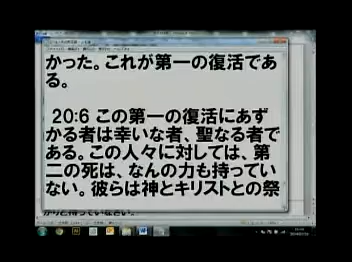 かった。これが第一の復活であ
る。
20:6 この第一の復活にあず
かる者は幸いな者、聖なる者で
ある。この人々に対しては、第
二の死は、なんの力も持ってい
ない。彼らは神とキリストとの祭